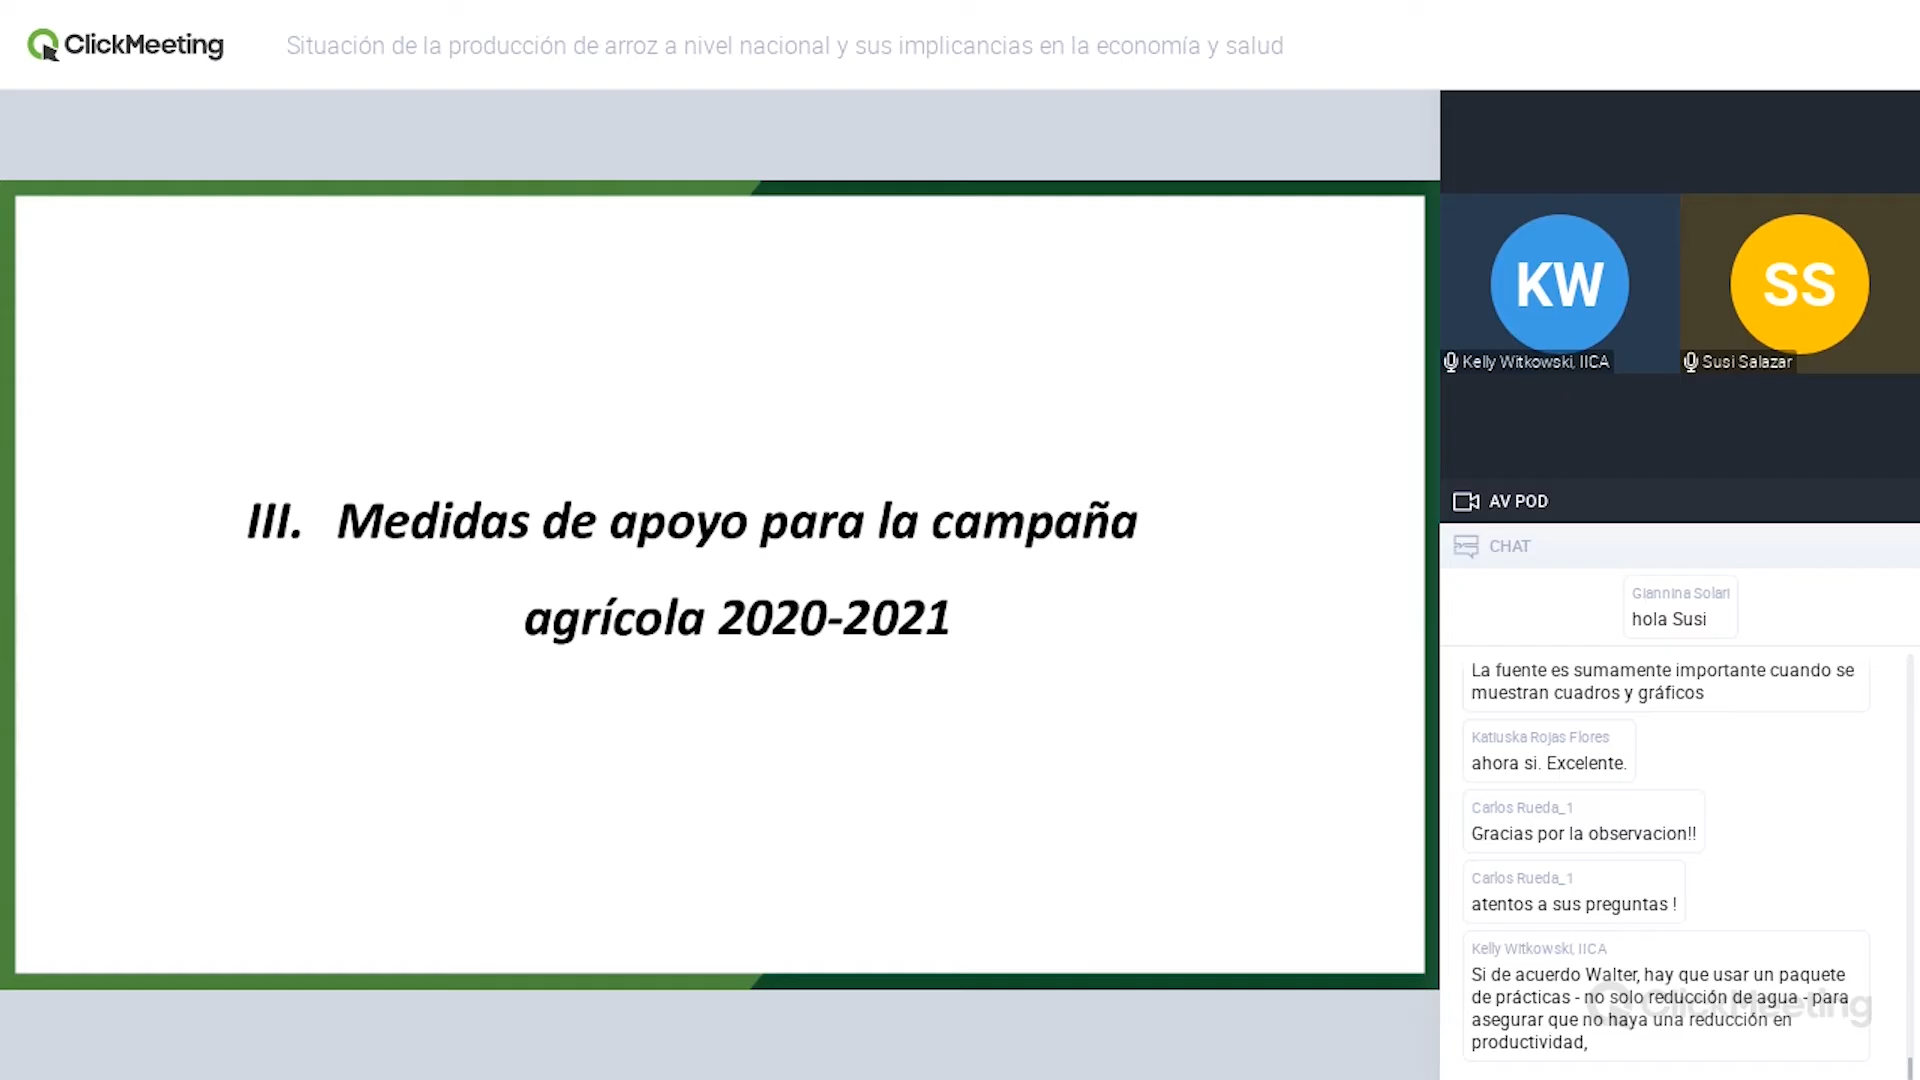 ClickMeeting
Situación de la producción de arroz a nivel nacional y sus implicancias en la economía y salud
III. Medidas de apoyo para la campaña
agrícola 2020-2021
KW
SS
Kelly Witkowski, IICA
Susi Salazar
AV POD
CHAT
Giannina Solari
hola Susi
La fuente es sumamente importante cuando se
muestran cuadros y gráficos
Katiuska Rojas Flores
ahora si. Excelente.
Carlos Rueda_1
Gracias por la observacion!!
Carlos Rueda_1
atentos a sus preguntas !
Kelly Witkowski, IICA
Si de acuerdo Walter, hay que usar un paquete
de prácticas - no solo reducción de agua - para
asegurar que no haya una reducción en
productividad,
ClickMeeting